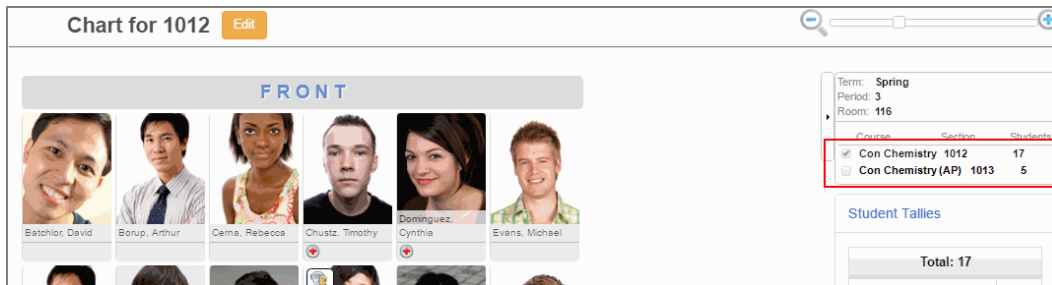 Chart for 1012 Edit
FRONT
Term: Spring
Period: 3
Room: 116
Course Section Students
Con Chemistry 1012 17
Con Chemistry (AP) 1013 5
Batchlor, David
Borup, Arthur
Cerna, Rebecca
Chustz, Timothy
Dominguez,
Cynthia
Evans, Michael
Student Tallies
Total: 17